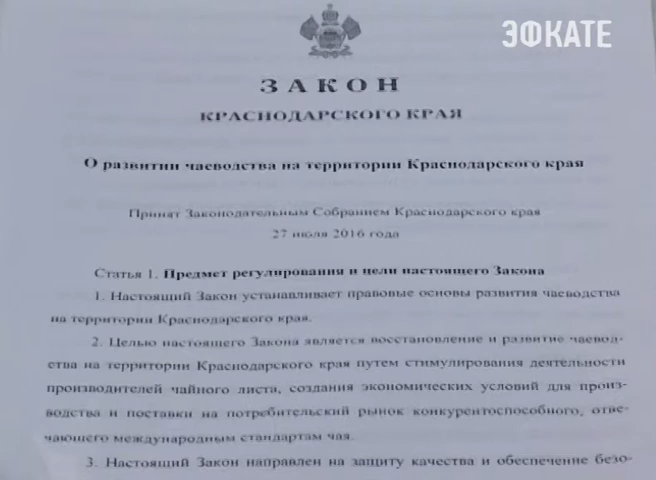 ЭФКАТЕ
ЗАКОН
КРАСНОДАРСКОГО КРАЯ
О развитии чаеводства на территории Краснодарского края
Принят Законодательным Собранием Краснодарского края
27 июля 2016 года
Статья 1. Предмет регулирования и цели настоящего Закона
1. Настоящий Закон устанавливает правовые основы развития чаеводства
на территории Краснодарского края.
2. Целью настоящего Закона является восстановление и развитие чаевод-
ства на территории Краснодарского края путем стимулирования деятельности
производителей чайного листа, создания экономических условий для произ-
водства и поставки на потребительский рынок конкурентоспособного, отве-
чающего международным стандартам чая.
3. Настоящий Закон направлен на защиту качества и обеспечение безо-